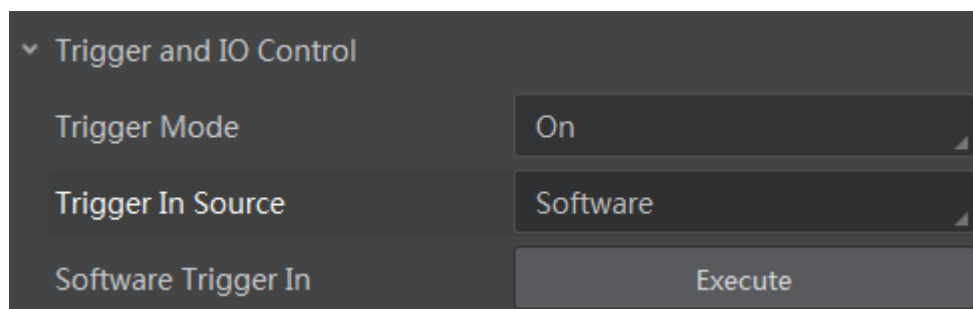 Trigger and IO Control
Trigger Mode On
Trigger In Source Software
Software Trigger In Execute